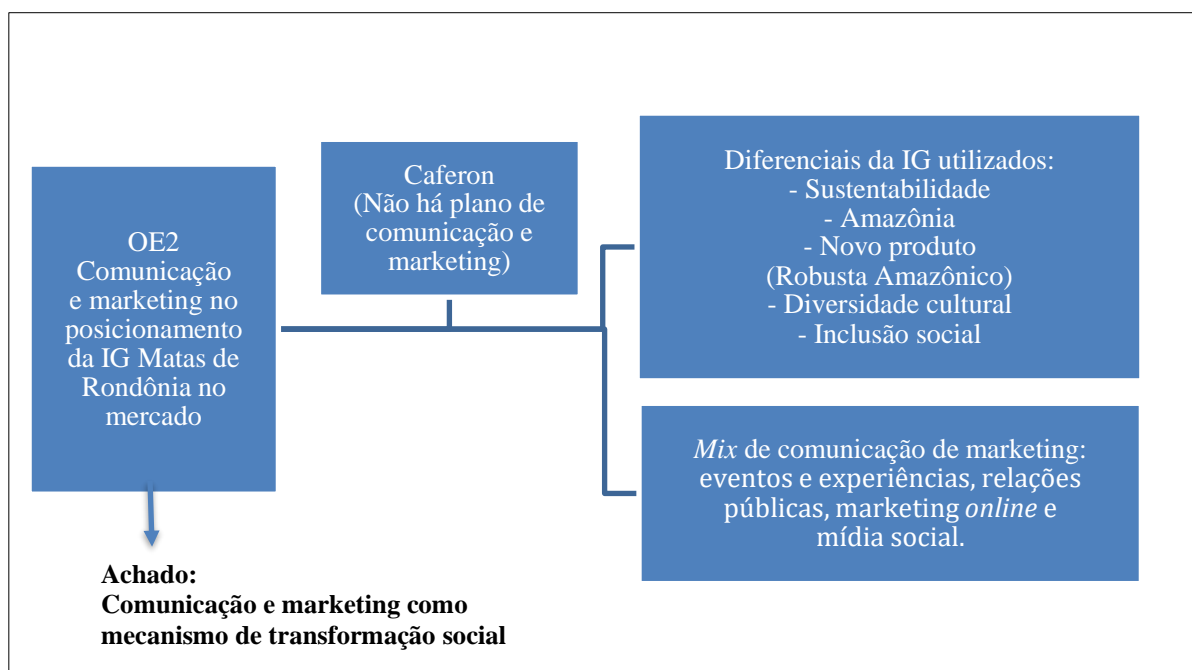 OE2
Comunicação
e marketing no
posicionamento
da IG Matas de
Rondônia no
mercado
Caferon
(Não há plano de
comunicação e
marketing)
Diferenciais da IG utilizados:
- Sustentabilidade
- Amazônia
- Novo produto
(Robusta Amazônico)
- Diversidade cultural
- Inclusão social
Mix de comunicação de marketing:
eventos e experiências, relações
públicas, marketing online e
mídia social.
Achado:
Comunicação e marketing como
mecanismo de transformação social